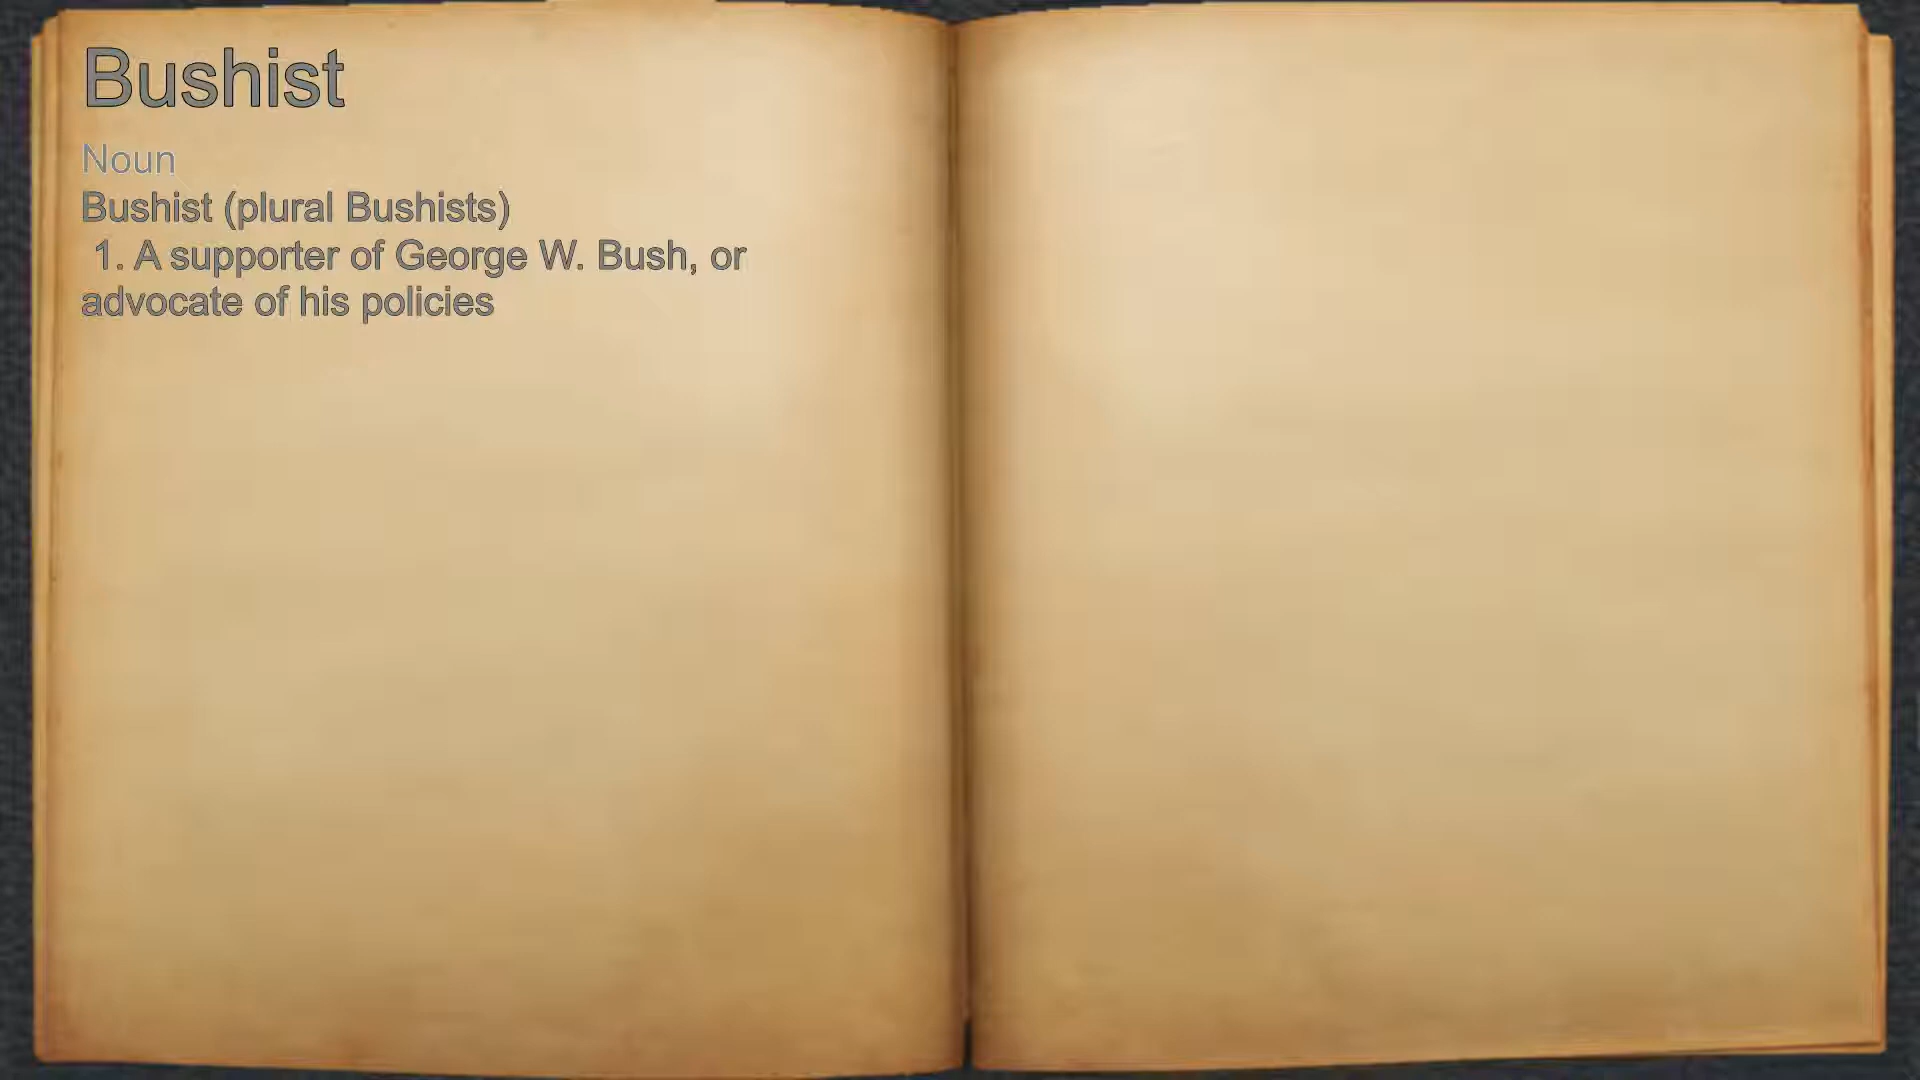 Bushist
Noun
Bushist (plural Bushists)
1. A supporter of George W. Bush, or
advocate of his policies